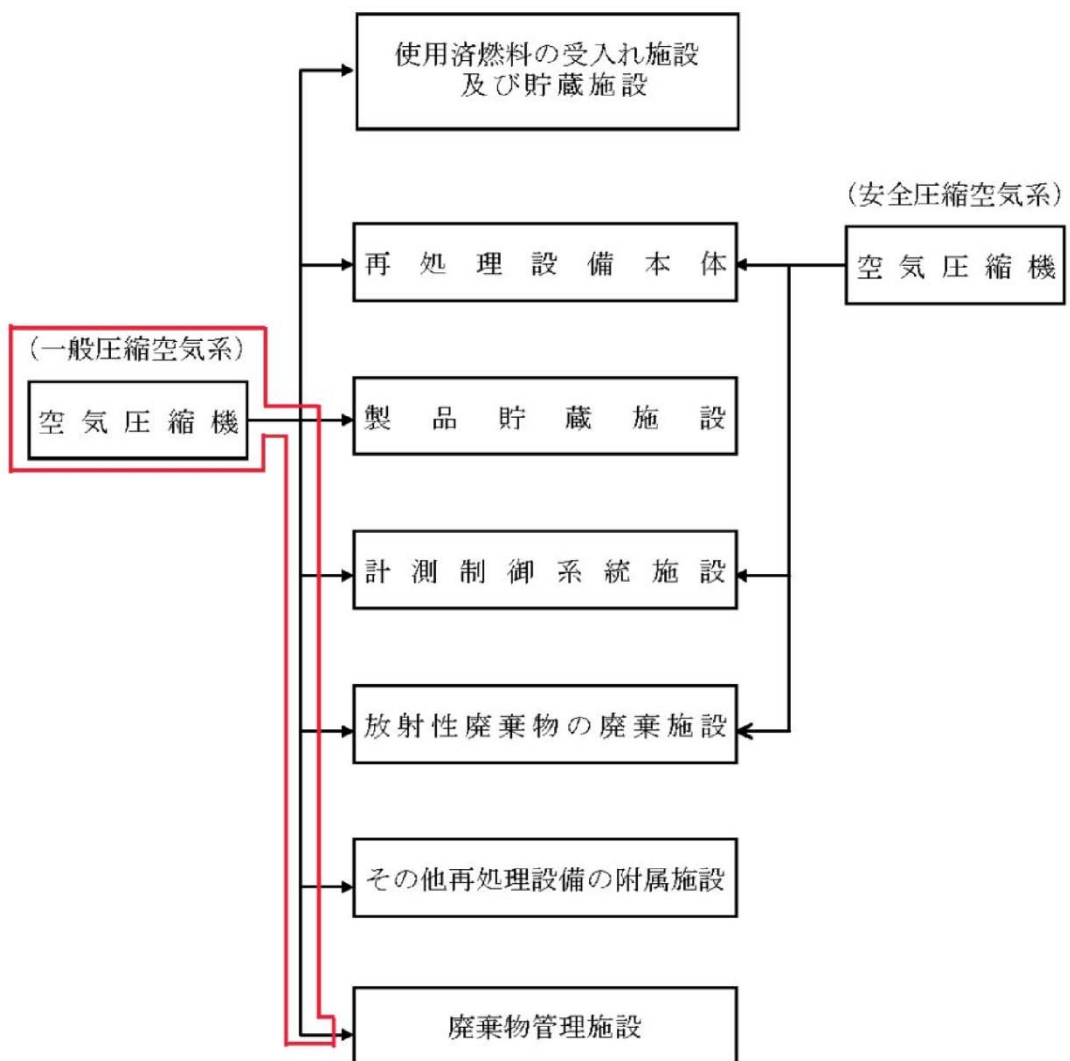 使用済燃料の受入れ施設
及び貯蔵施設
(安全圧縮空気系)
再処理設備本体
空気圧縮機
(一般圧縮空気系)
空気圧縮機
製品貯蔵施設
計測制御系統施設
放射性廃棄物の廃棄施設
その他再処理設備の附属施設
廃棄物管理施設